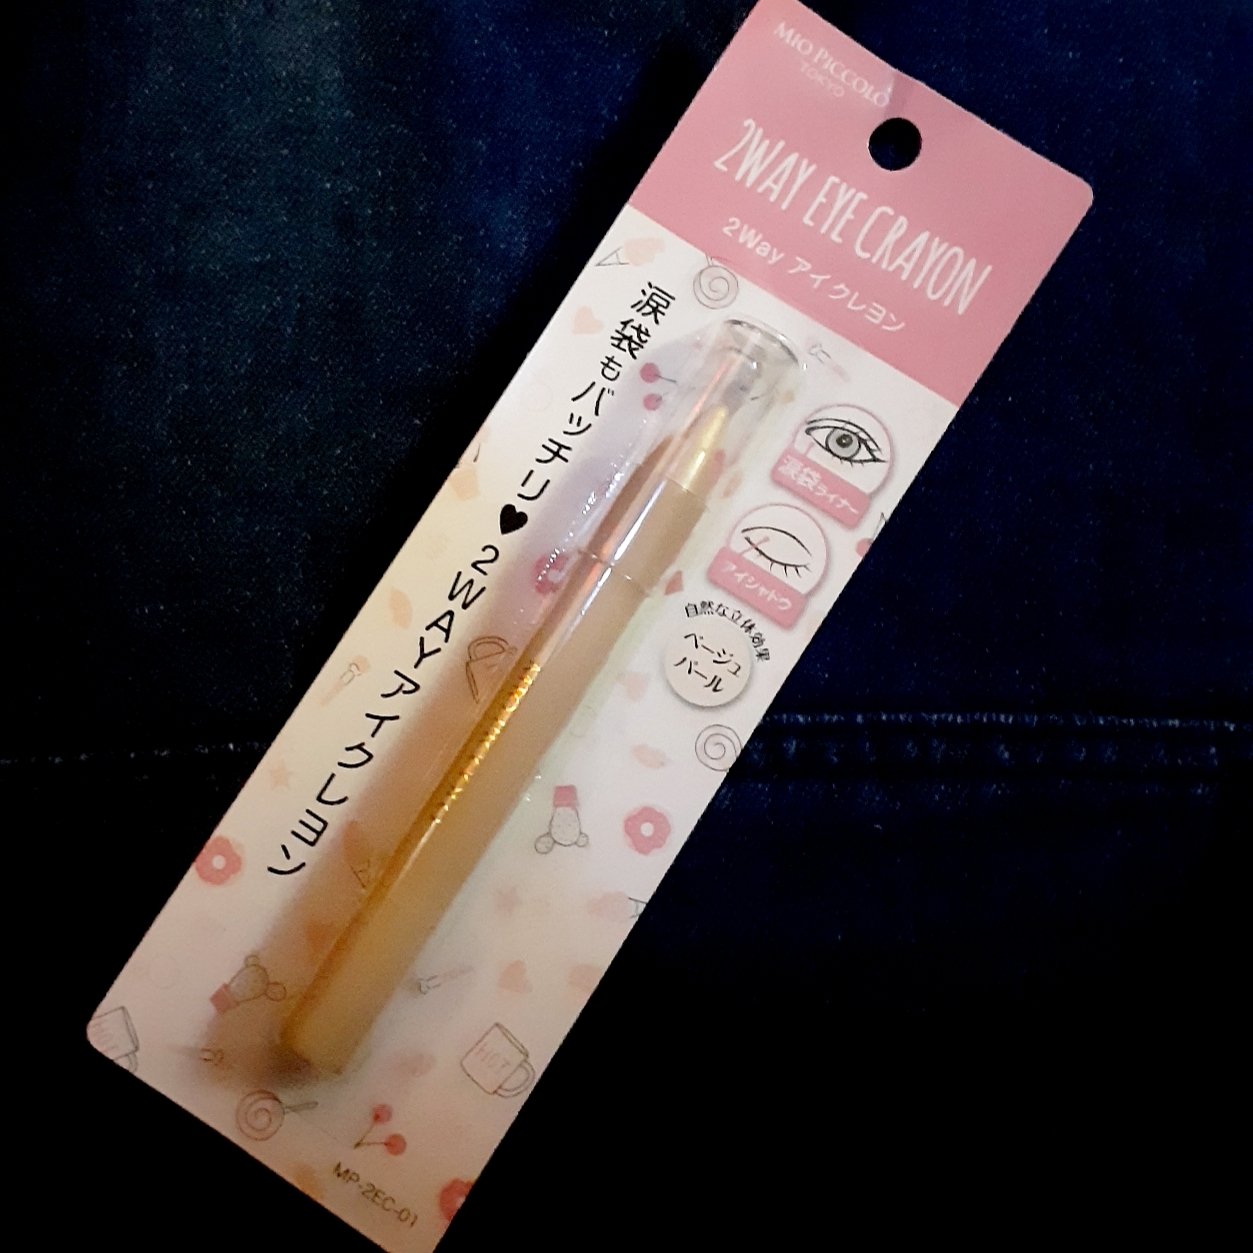 MIO PICCOLO
TOKYO
2WAY EYE CRAYON
2Way アイクレヨン
涙袋もバッチリ♥2WAYアイクレヨン
涙袋ライナー
アイシャドウ
自然な立体効果
ベージュ
パール
HOT
HOT
MP-2EC-01